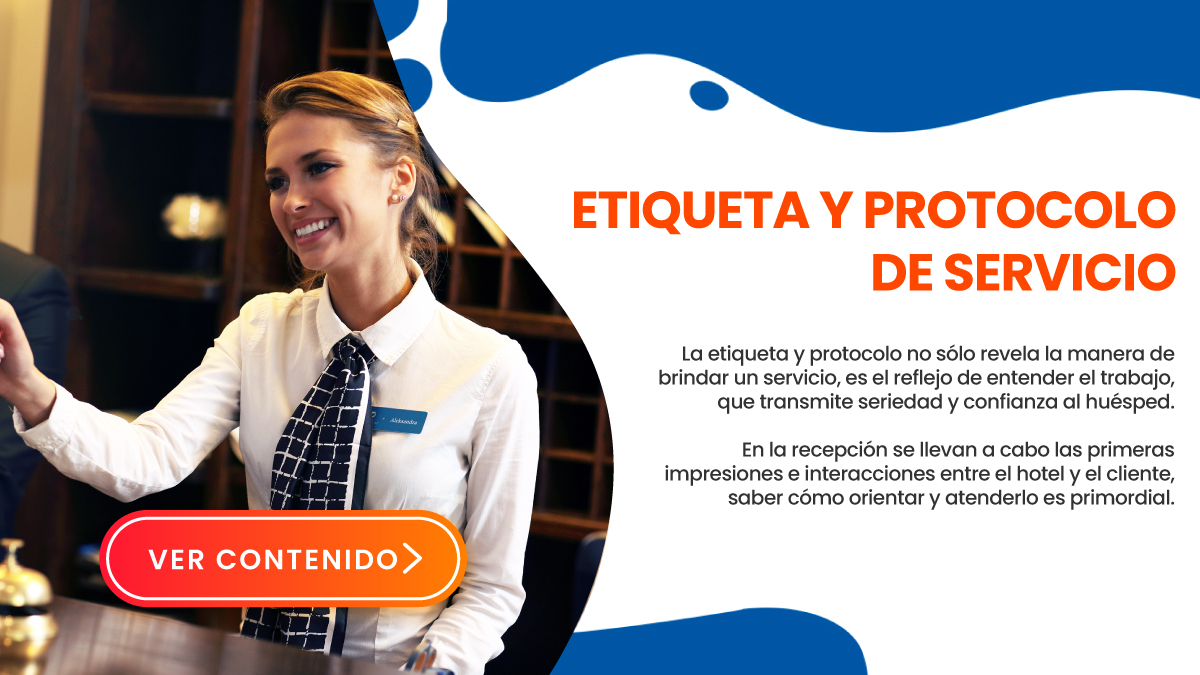 ETIQUETA Y PROTOCOLO
DE SERVICIO
La etiqueta y protocolo no sólo revela la manera de
brindar un servicio, es el reflejo de entender el trabajo,
que transmite seriedad y confianza al huésped.
En la recepción se llevan a cabo las primeras
impresiones e interacciones entre el hotel y el cliente,
saber cómo orientar y atenderlo es primordial.
Aleksandra
VER CONTENIDO